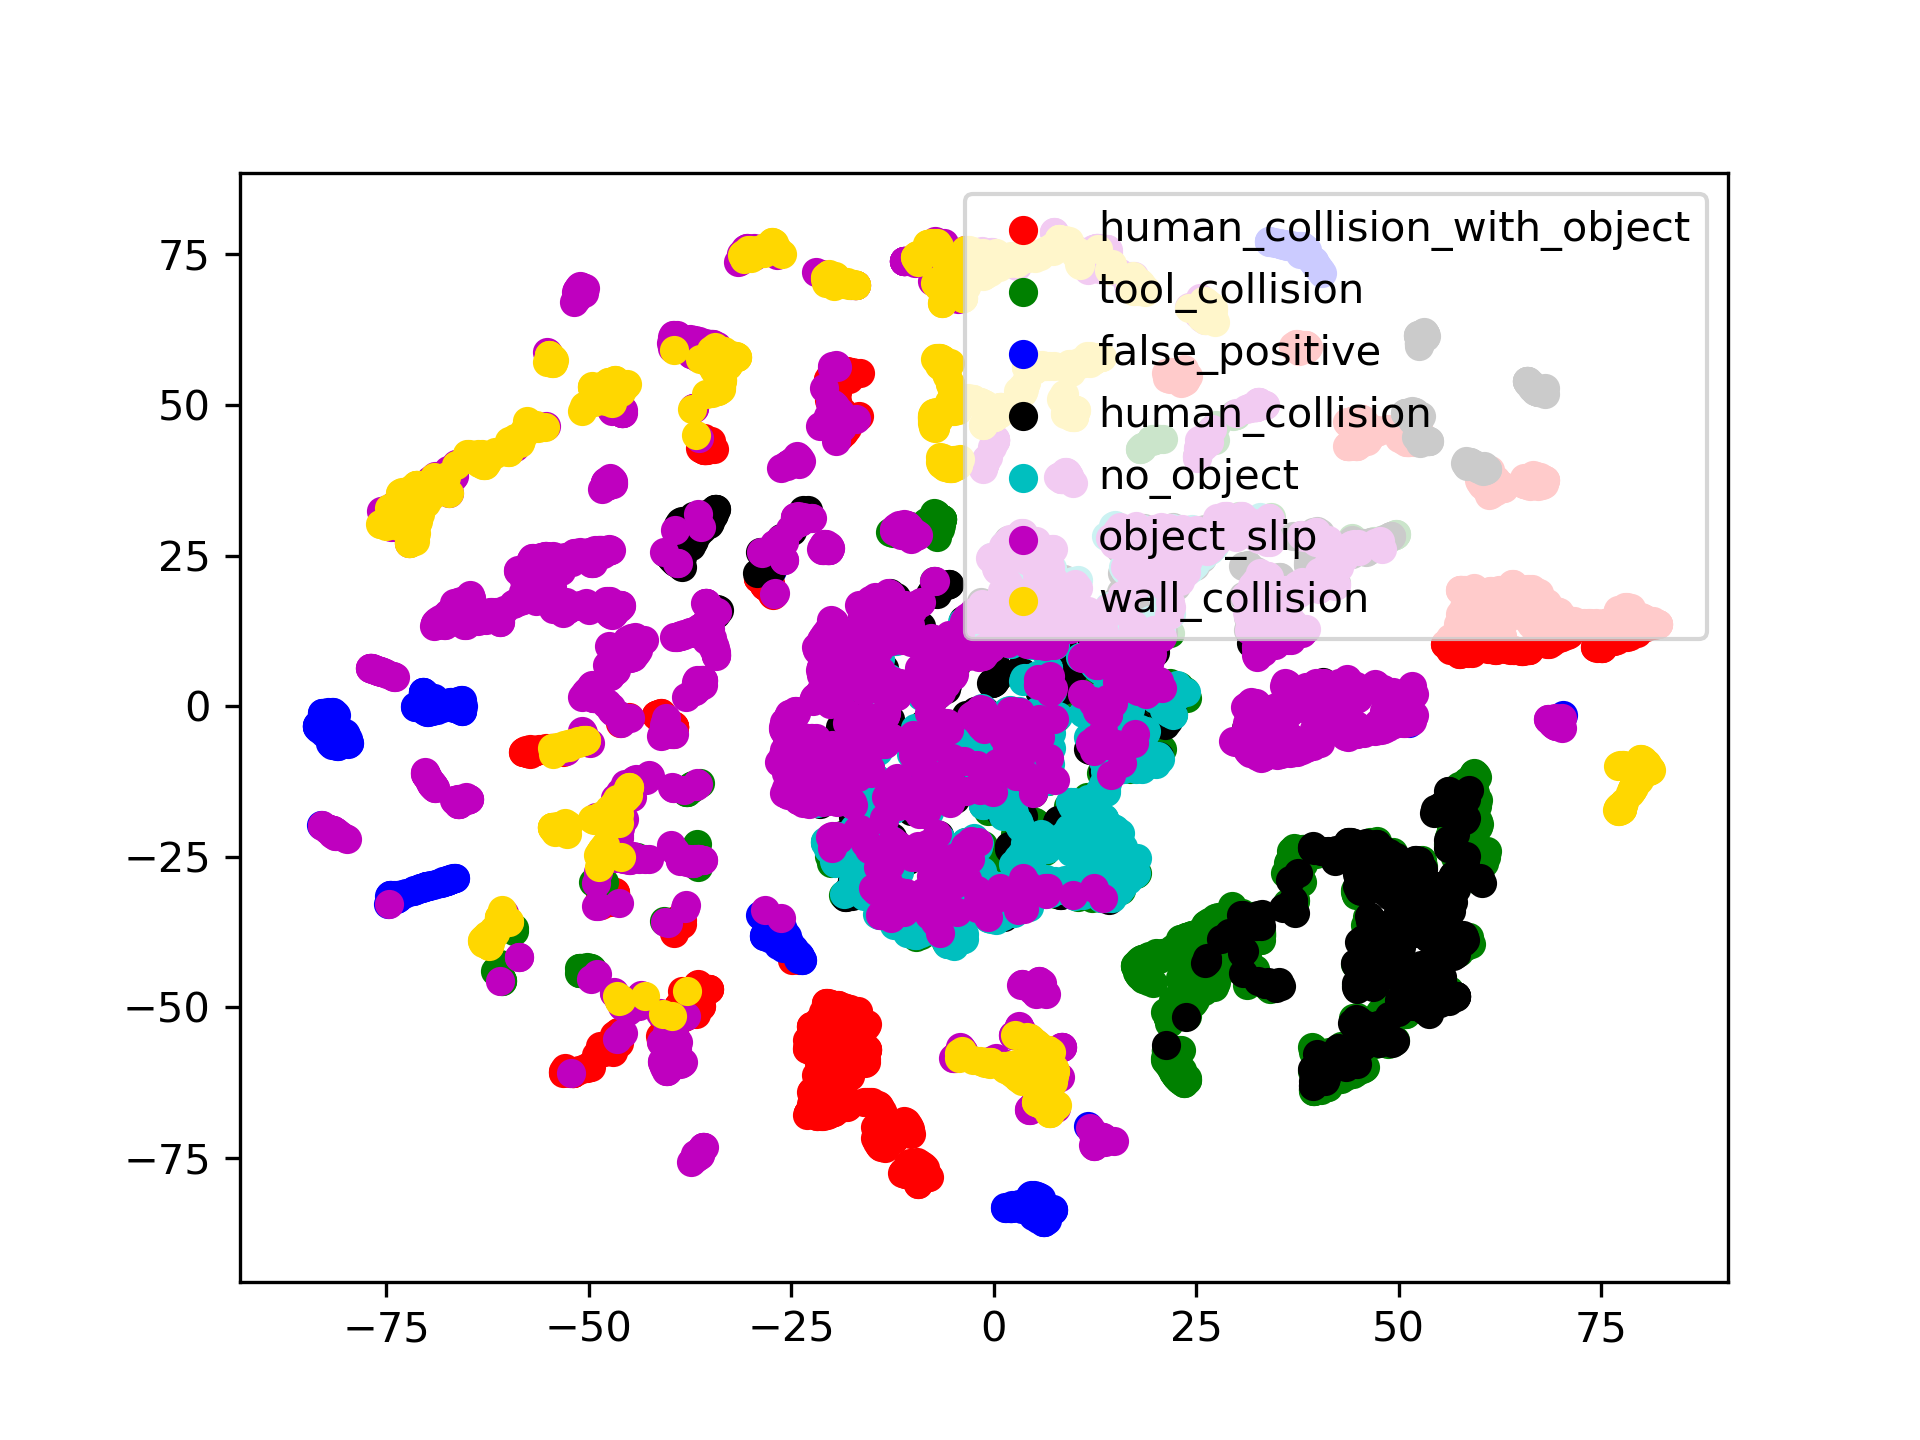 human_collision_with_object
tool_collision
false_positive
human_collision
no_object
object_slip
wall_collision
75
50
25
0
−25
−50
−75
−75 −50 −25 0 25 50 75